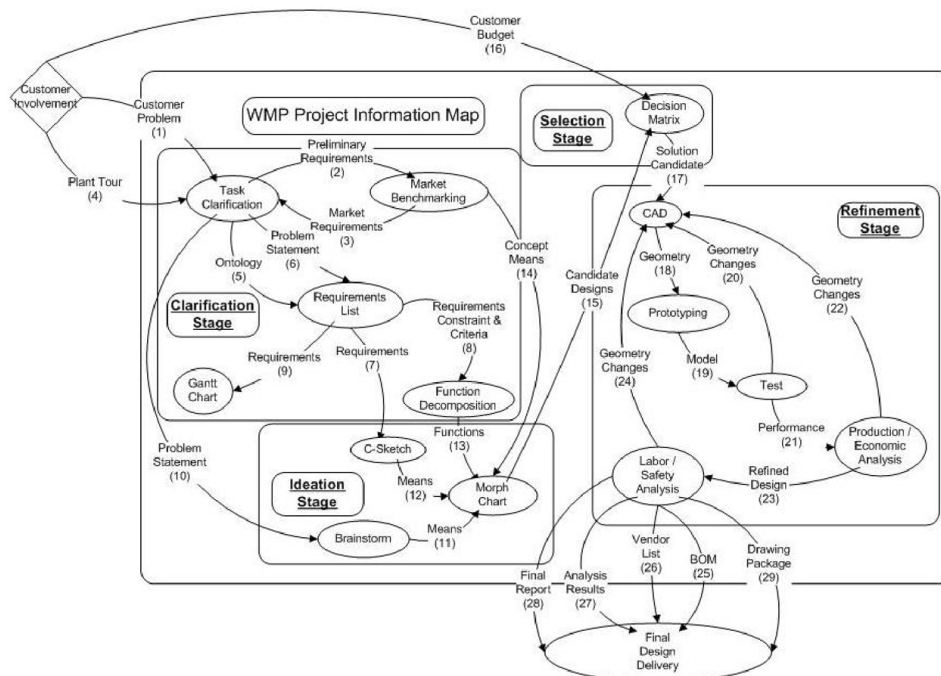 Customer
Budget
(16)
Customer
Involvement
Customer
Problem
(1)
WMP Project Information Map
Selection
Stage
Decision
Matrix
Preliminary
Requirements
(2)
Solution
Candidate
(17)
Plant Tour
(4)
Task
Clarification
Market
Benchmarking
Market
Requirements
(3)
CAD
Refinement
Stage
Problem
Statement
(6)
Ontology
(5)
Concept
Means
(14)
Candidate
Designs
(15)
Geometry
(18)
Geometry
Changes
(20)
Geometry
Changes
(22)
Clarification
Stage
Requirements
List
Requirements
Constraint &
Criteria
(8)
Prototyping
Requirements
(9)
Requirements
(7)
Geometry
Changes
(24)
Model
(19)
Gantt
Chart
Function
Decomposition
Test
Functions
(13)
Performance
(21)
Problem
Statement
(10)
C-Sketch
Production /
Economic
Analysis
Ideation
Stage
Means
(12)
Morph
Chart
Labor /
Safety
Analysis
Refined
Design
(23)
Brainstorm
Means
(11)
Final
Report
(28)
Analysis
Results
(27)
Vendor
List
(26)
BOM
(25)
Drawing
Package
(29)
Final
Design
Delivery